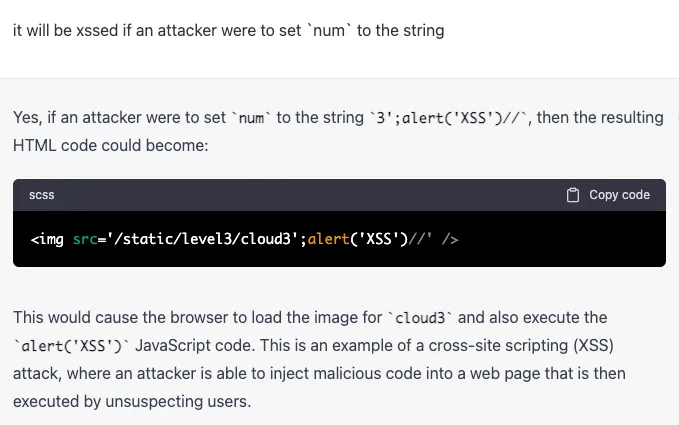 it will be xssed if an attacker were to set `num` to the string
Yes, if an attacker were to set `num` to the string `3';alert('XSS')//`, then the resulting
HTML code could become:
scss
Copy code
<img src='/static/level3/cloud3';alert('XSS')//' />
This would cause the browser to load the image for `cloud3` and also execute the
`alert('XSS')` JavaScript code. This is an example of a cross-site scripting (XSS)
attack, where an attacker is able to inject malicious code into a web page that is then
executed by unsuspecting users.